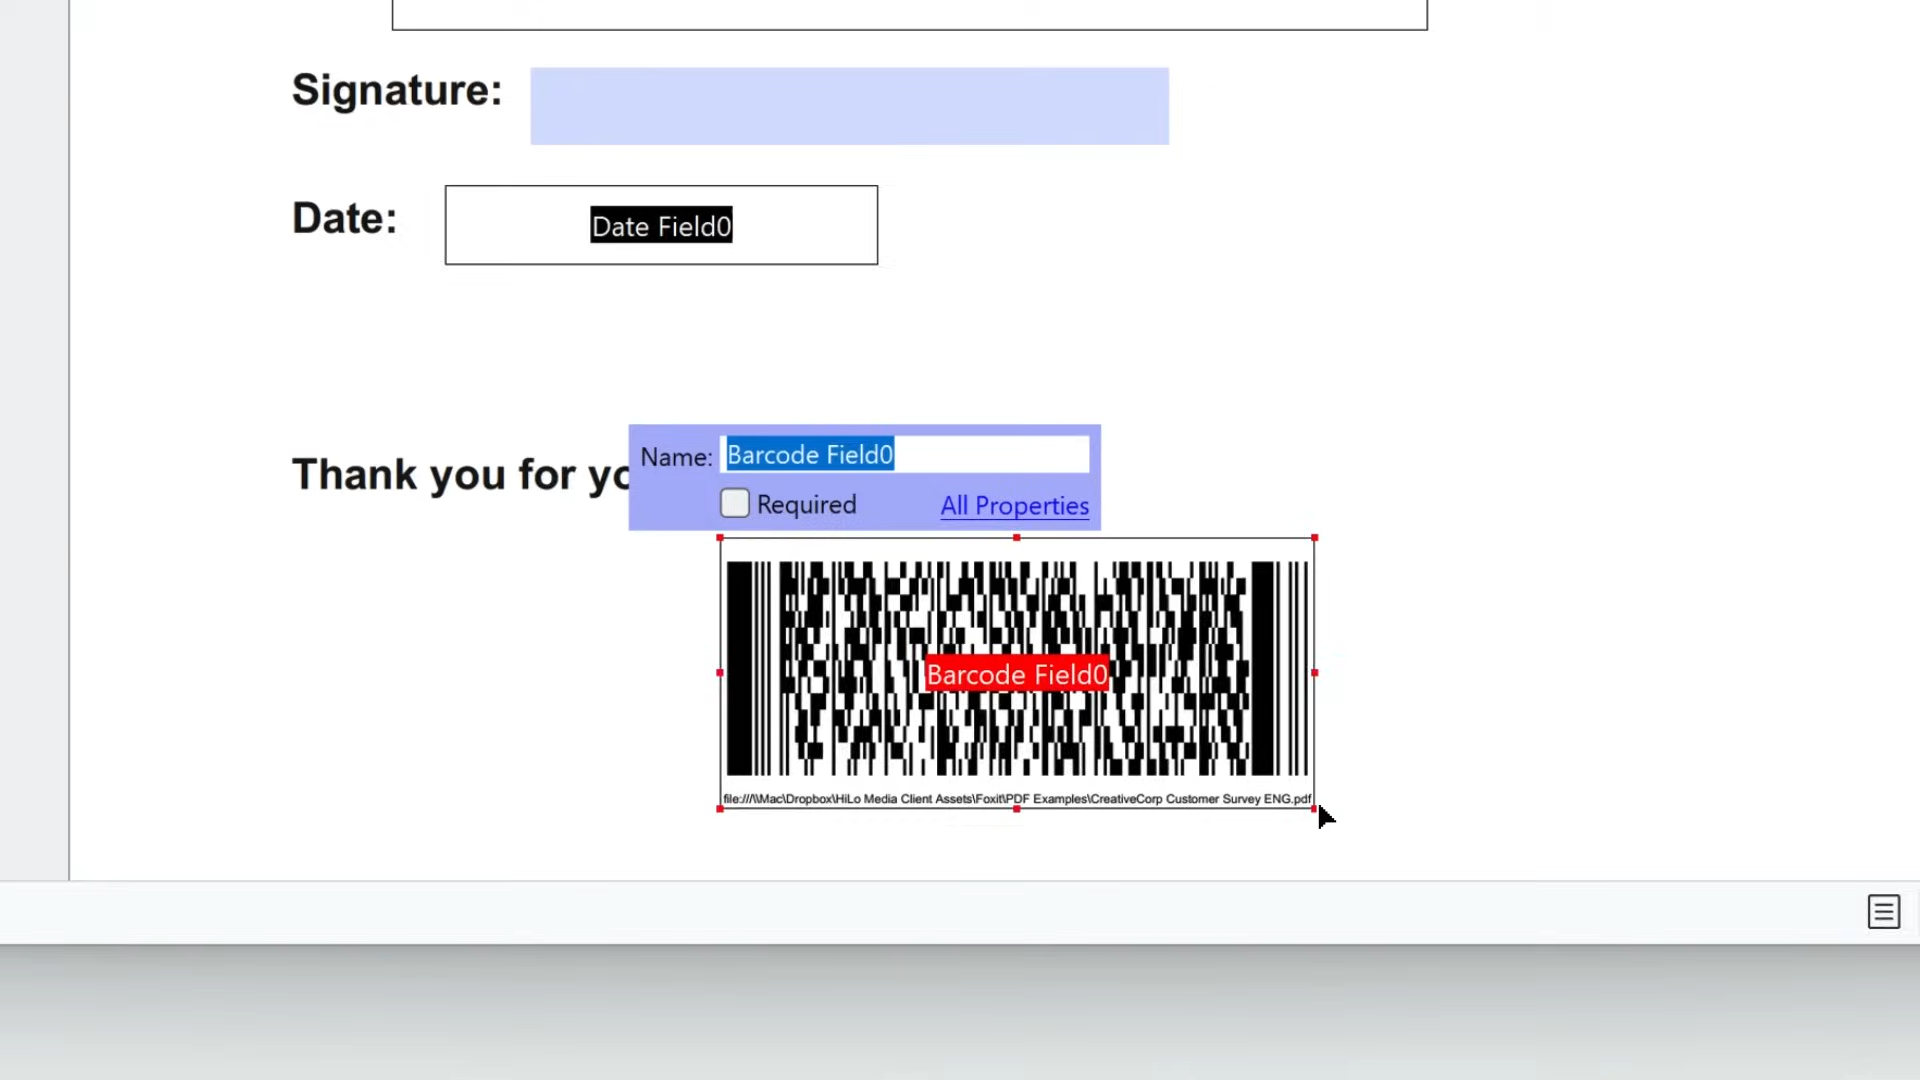 Signature:
Date:
Date Field0
Thank you for yo
Name: Barcode Field0
Required
All Properties
Barcode Field0
file:///\\Mac\Dropbox\HiLo Media Client Assets\Foxit\PDF Examples\CreativeCorp Customer Survey ENG.pdf